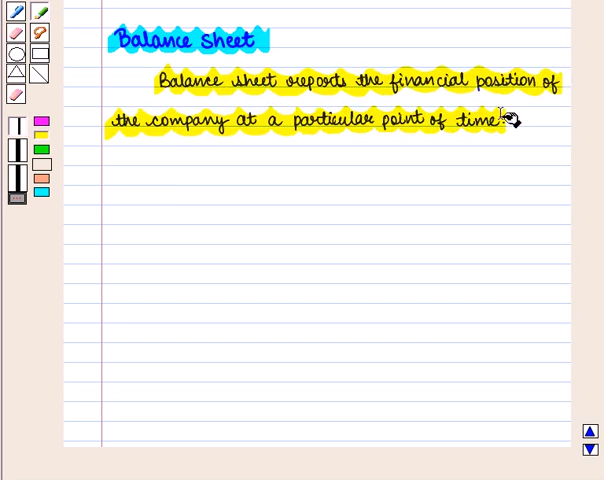 Balance Sheet
Balance sheet reports the financial position of
the company at a particular point of time.